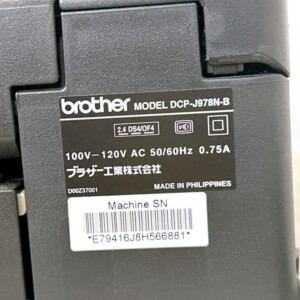 brother MODEL DCP-J978N-B
2.4 DS4/OF4
100V—120V AC 50/60Hz 0.75A
ブラザー工業株式会社
D00Z37001
MADE IN PHILIPPINES
Machine SN
*E79416J8H566881*